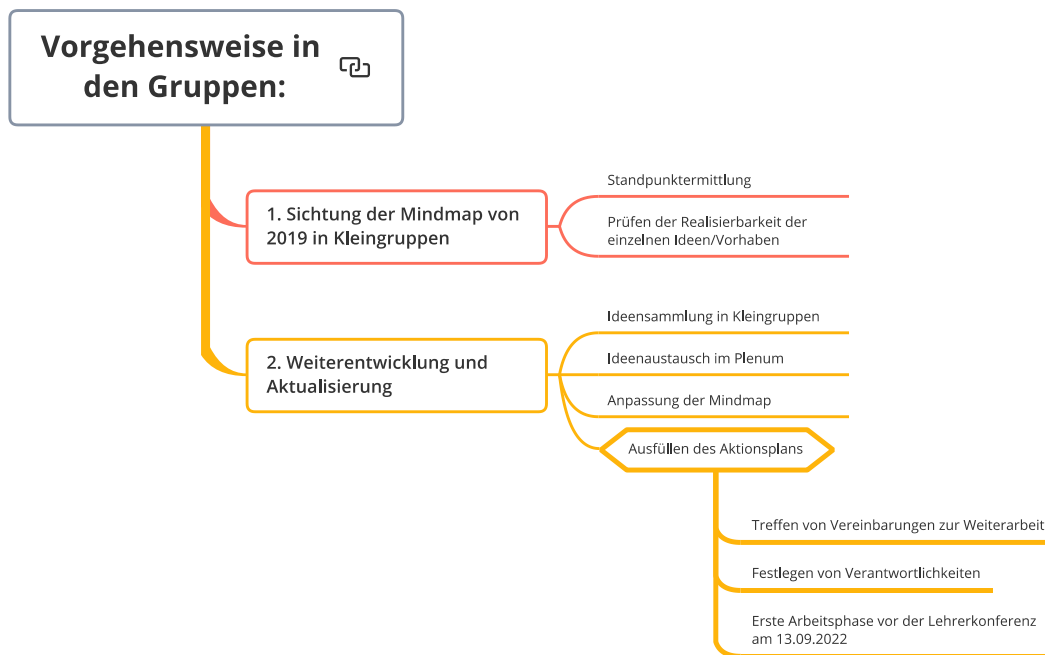 Vorgehensweise in
den Gruppen:
1. Sichtung der Mindmap von
2019 in Kleingruppen
Standpunktermittlung
Prüfen der Realisierbarkeit der
einzelnen Ideen/Vorhaben
2. Weiterentwicklung und
Aktualisierung
Ideensammlung in Kleingruppen
Ideenaustausch im Plenum
Anpassung der Mindmap
Ausfüllen des Aktionsplans
Treffen von Vereinbarungen zur Weiterarbeit
Festlegen von Verantwortlichkeiten
Erste Arbeitsphase vor der Lehrerkonferenz
am 13.09.2022